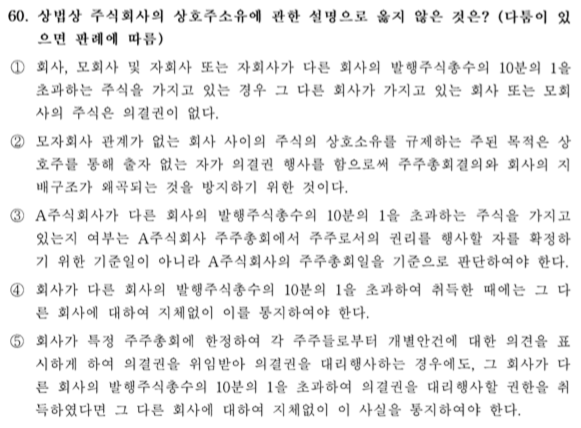 60. 상법상 주식회사의 상호주소유에 관한 설명으로 옳지 않은 것은? (다툼이 있
으면 판례에 따름)
① 회사, 모회사 및 자회사 또는 자회사가 다른 회사의 발행주식총수의 10분의 1을
초과하는 주식을 가지고 있는 경우 그 다른 회사가 가지고 있는 회사 또는 모회
사의 주식은 의결권이 없다.
② 모자회사 관계가 없는 회사 사이의 주식의 상호소유를 규제하는 주된 목적은 상
호주를 통해 출자 없는 자가 의결권 행사를 함으로써 주주총회결의와 회사의 지
배구조가 왜곡되는 것을 방지하기 위한 것이다.
③ A주식회사가 다른 회사의 발행주식총수의 10분의 1을 초과하는 주식을 가지고
있는지 여부는 A주식회사 주주총회에서 주주로서의 권리를 행사할 자를 확정하
기 위한 기준일이 아니라 A주식회사의 주주총회일을 기준으로 판단하여야 한다.
④ 회사가 다른 회사의 발행주식총수의 10분의 1을 초과하여 취득한 때에는 그 다
른 회사에 대하여 지체없이 이를 통지하여야 한다.
⑤ 회사가 특정 주주총회에 한정하여 각 주주들로부터 개별안건에 대한 의견을 표
시하게 하여 의결권을 위임받아 의결권을 대리행사하는 경우에도, 그 회사가 다
른 회사의 발행주식총수의 10분의 1을 초과하여 의결권을 대리행사할 권한을 취
득하였다면 그 다른 회사에 대하여 지체없이 이 사실을 통지하여야 한다.